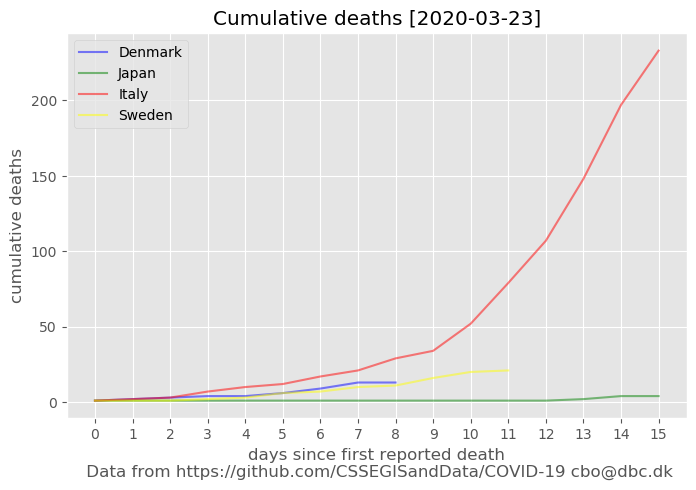 Cumulative deaths [2020-03-23]
Denmark
Japan
Italy
Sweden
cumulative deaths
200
150
100
50
0
0 1 2 3 4 5 6 7 8 9 10 11 12 13 14 15
days since first reported death
Data from https://github.com/CSSEGISandData/COVID-19 cbo@dbc.dk